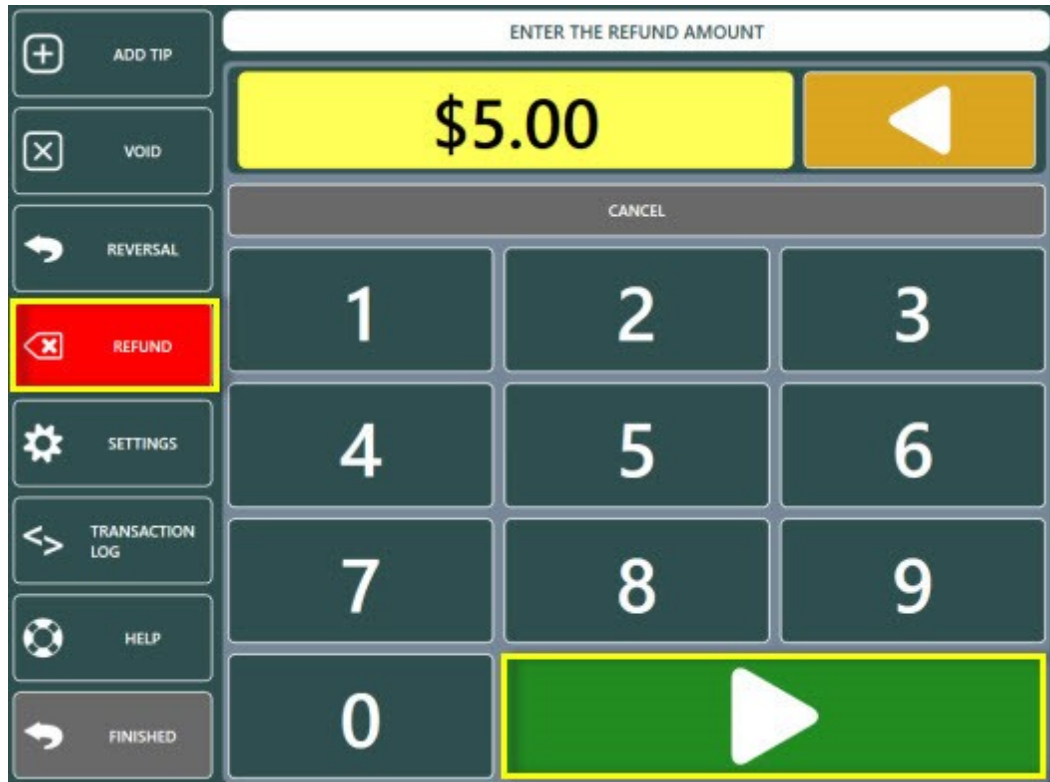 ADD TIP
VOID
REVERSAL
REFUND
SETTINGS
TRANSACTION
LOG
HELP
FINISHED
ENTER THE REFUND AMOUNT
$5.00
CANCEL
1 2 3
4 5 6
7 8 9
0